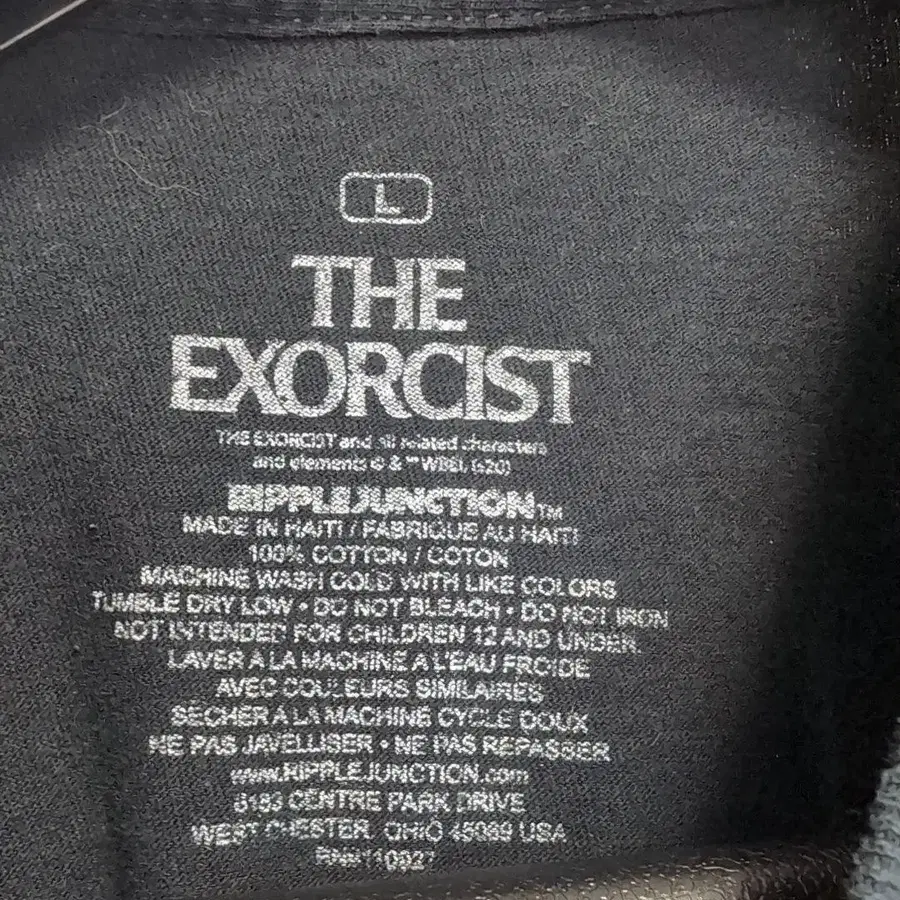 L
THE
EXORCIST
THE EXORCIST and all related characters
and elements © & ™ WBEI. (s20)
RIPPLEJUNCTION™
MADE IN HAITI / FABRIQUE AU HAITI
100% COTTON / COTON
MACHINE WASH COLD WITH LIKE COLORS
TUMBLE DRY LOW • DO NOT BLEACH • DO NOT IRON
NOT INTENDED FOR CHILDREN 12 AND UNDER.
LAVER A LA MACHINE A L'EAU FROIDE
AVEC COULEURS SIMILAIRES
SECHER A LA MACHINE CYCLE DOUX
NE PAS JAVELLISER • NE PAS REPASSER
www.RIPPLEJUNCTION.com
CENTRE PARK DRIVE
WEST CHESTER, OHIO 45069 USA